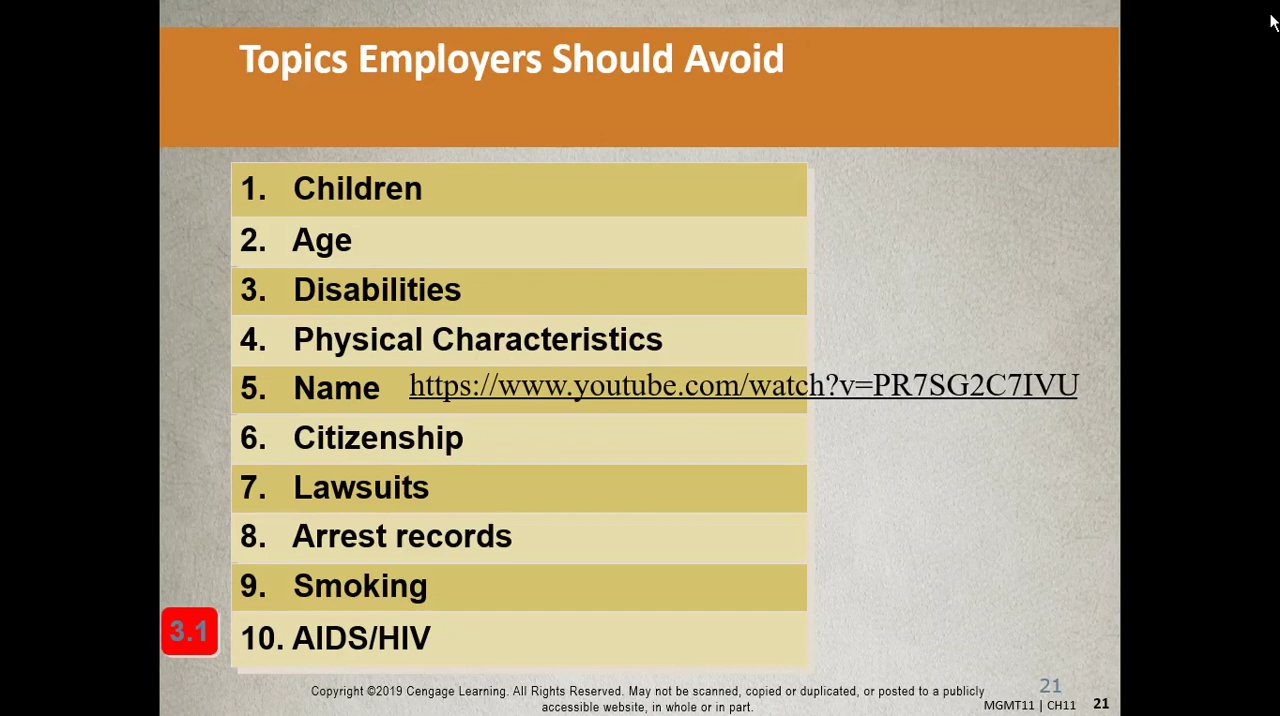 Topics Employers Should Avoid
1. Children
2. Age
3. Disabilities
4. Physical Characteristics
5. Name https://www.youtube.com/watch?v=PR7SG2C7IVU
6. Citizenship
7. Lawsuits
8. Arrest records
9. Smoking
10. AIDS/HIV
3.1
Copyright ©2019 Cengage Learning. All Rights Reserved. May not be scanned, copied or duplicated, or posted to a publicly
accessible website, in whole or in part.
21
MGMT11 | CH11 21